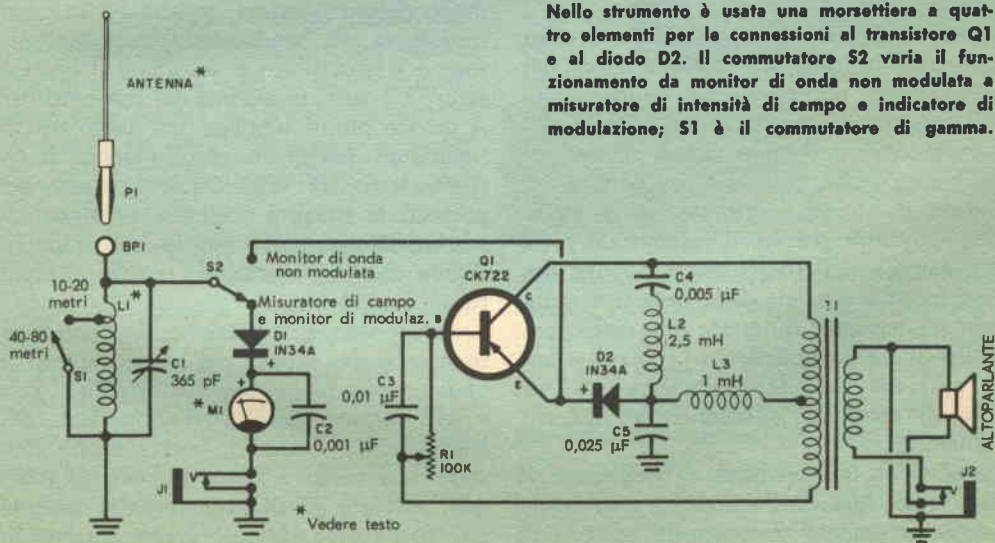 Nello strumento è usata una morsettiera a quat-
tro elementi per le connessioni al transistore Q1
e al diodo D2. Il commutatore S2 varia il fun-
zionamento da monitor di onda non modulata a
misuratore di intensità di campo e indicatore di
modulazione; S1 è il commutatore di gamma.
ANTENNA*
P1
BP1
S2
Monitor di onda
non modulata
Q1
CK722
C
B
E
10-20
metri
L1*
40-80
metri
S1
C1
365 pF
Misuratore di campo
e monitor di modulaz.
D1
1N34A
+
+
*M1
C2
0,001 µF
J1
*Vedere testo
C3
0,01 µF
R1
100K
C4
0,005 µF
L2
2,5 mH
D2
1N34A
+
L3
1 mH
C5
0,025 µF
T1
ALTOPARLANTE
J2